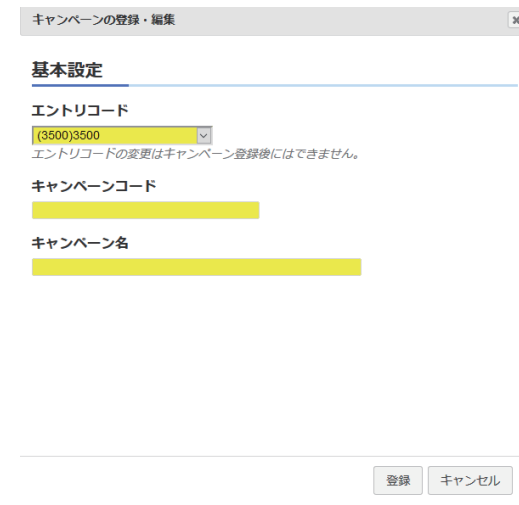 キャンペーンの登録・編集
基本設定
エントリコード
(3500)3500
エントリコードの変更はキャンペーン登録後にはできません。
キャンペーンコード
キャンペーン名
登録 キャンセル